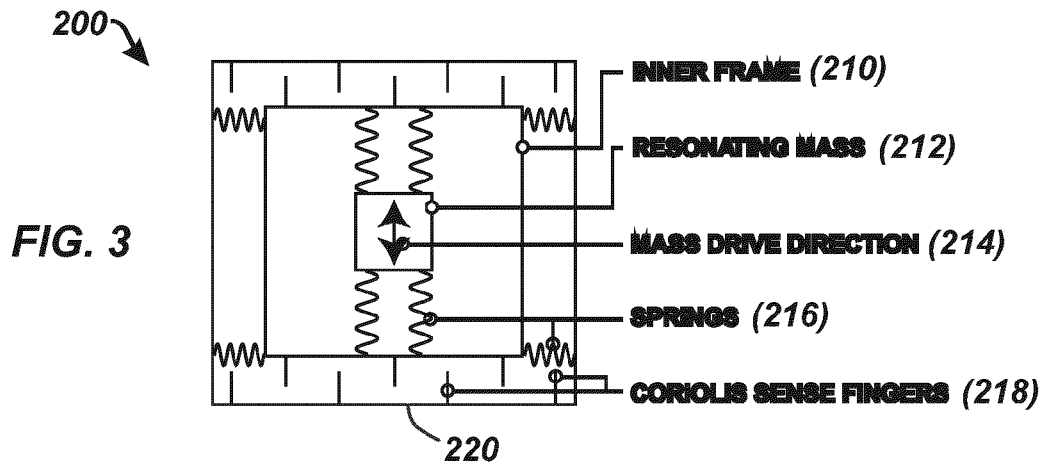 200
INNER FRAME (210)
RESONATING MASS (212)
FIG. 3
MASS DRIVE DIRECTION (214)
SPRINGS (216)
CORIOLIS SENSE FINGERS (218)
220